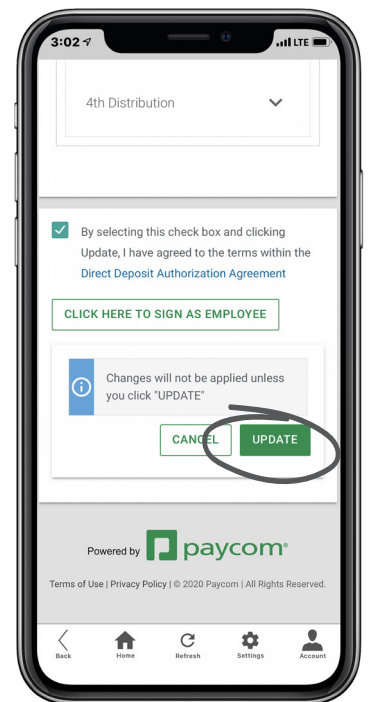 3:02 LTE
4th Distribution
By selecting this check box and clicking
Update, I have agreed to the terms within the
Direct Deposit Authorization Agreement
CLICK HERE TO SIGN AS EMPLOYEE
Changes will not be applied unless
you click "UPDATE"
CANCEL UPDATE
Powered by paycom®
Terms of Use | Privacy Policy | © 2020 Paycom | All Rights Reserved.
Back Home Refresh Settings Account